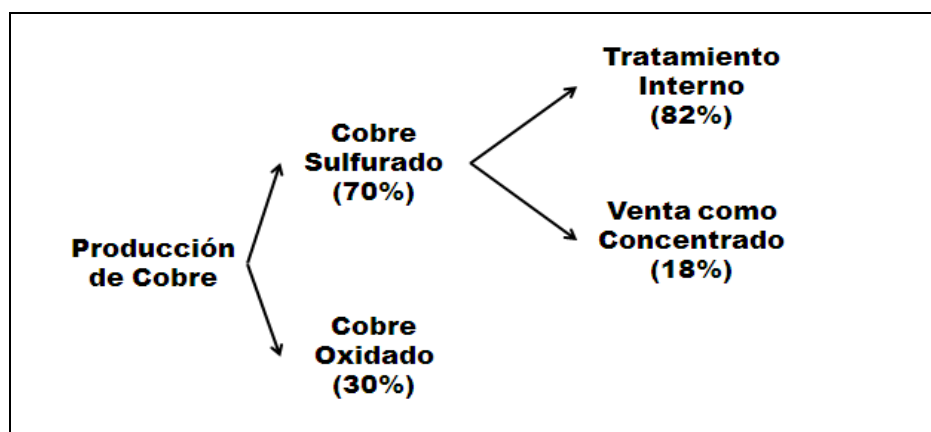 Producción
de Cobre
Cobre
Sulfurado
(70%)
Cobre
Oxidado
(30%)
Tratamiento
Interno
(82%)
Venta como
Concentrado
(18%)